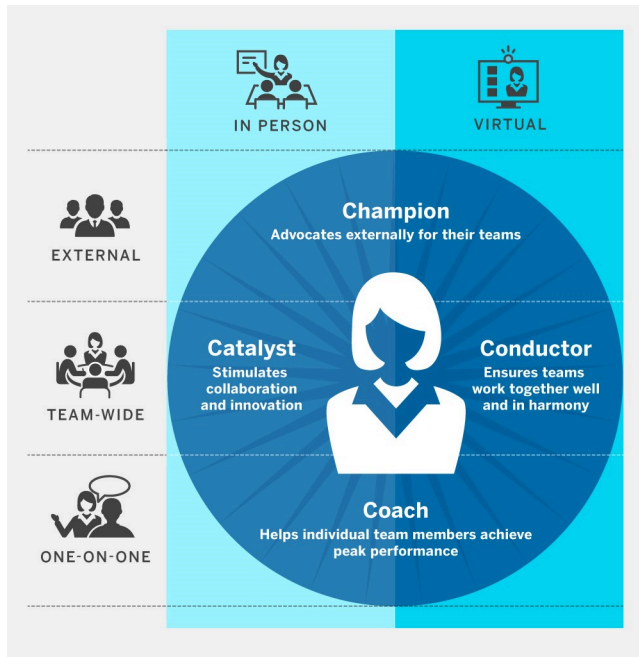 IN PERSON
VIRTUAL
EXTERNAL
Champion
Advocates externally for their teams
TEAM-WIDE
Catalyst
Stimulates
collaboration
and innovation
Conductor
Ensures teams
work together well
and in harmony
ONE-ON-ONE
Coach
Helps individual team members achieve
peak performance